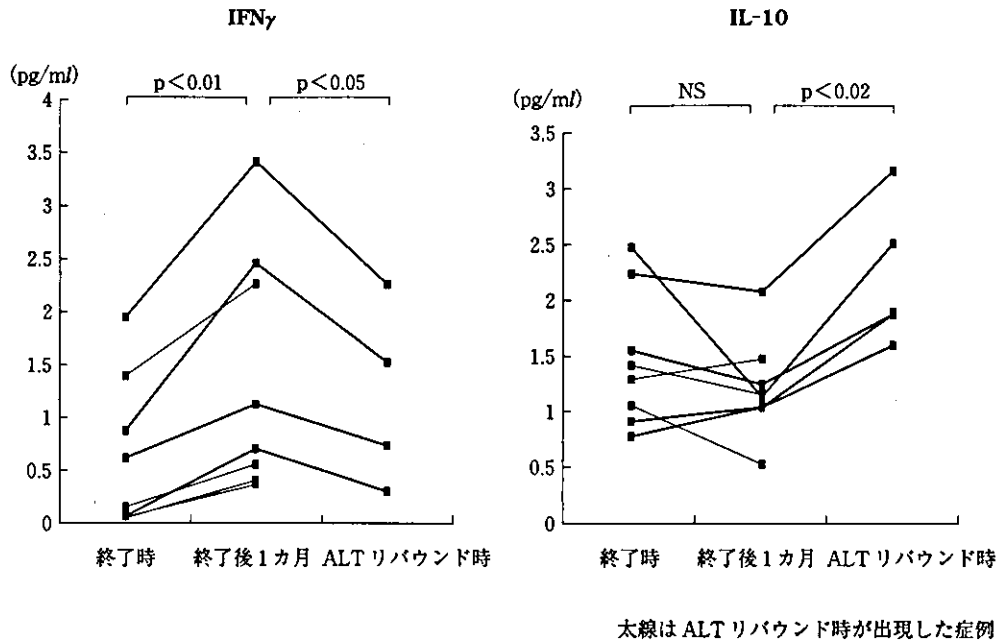 IFNγ
(pg/ml)
p<0.01
p<0.05
4
3.5
3
2.5
2
1.5
1
0.5
0
終了時
終了後1カ月
ALTリバウンド時
IL-10
(pg/ml)
NS
p<0.02
3.5
3
2.5
2
1.5
1
0.5
0
終了時
終了後1カ月
ALTリバウンド時
太線はALTリバウンド時が出現した症例